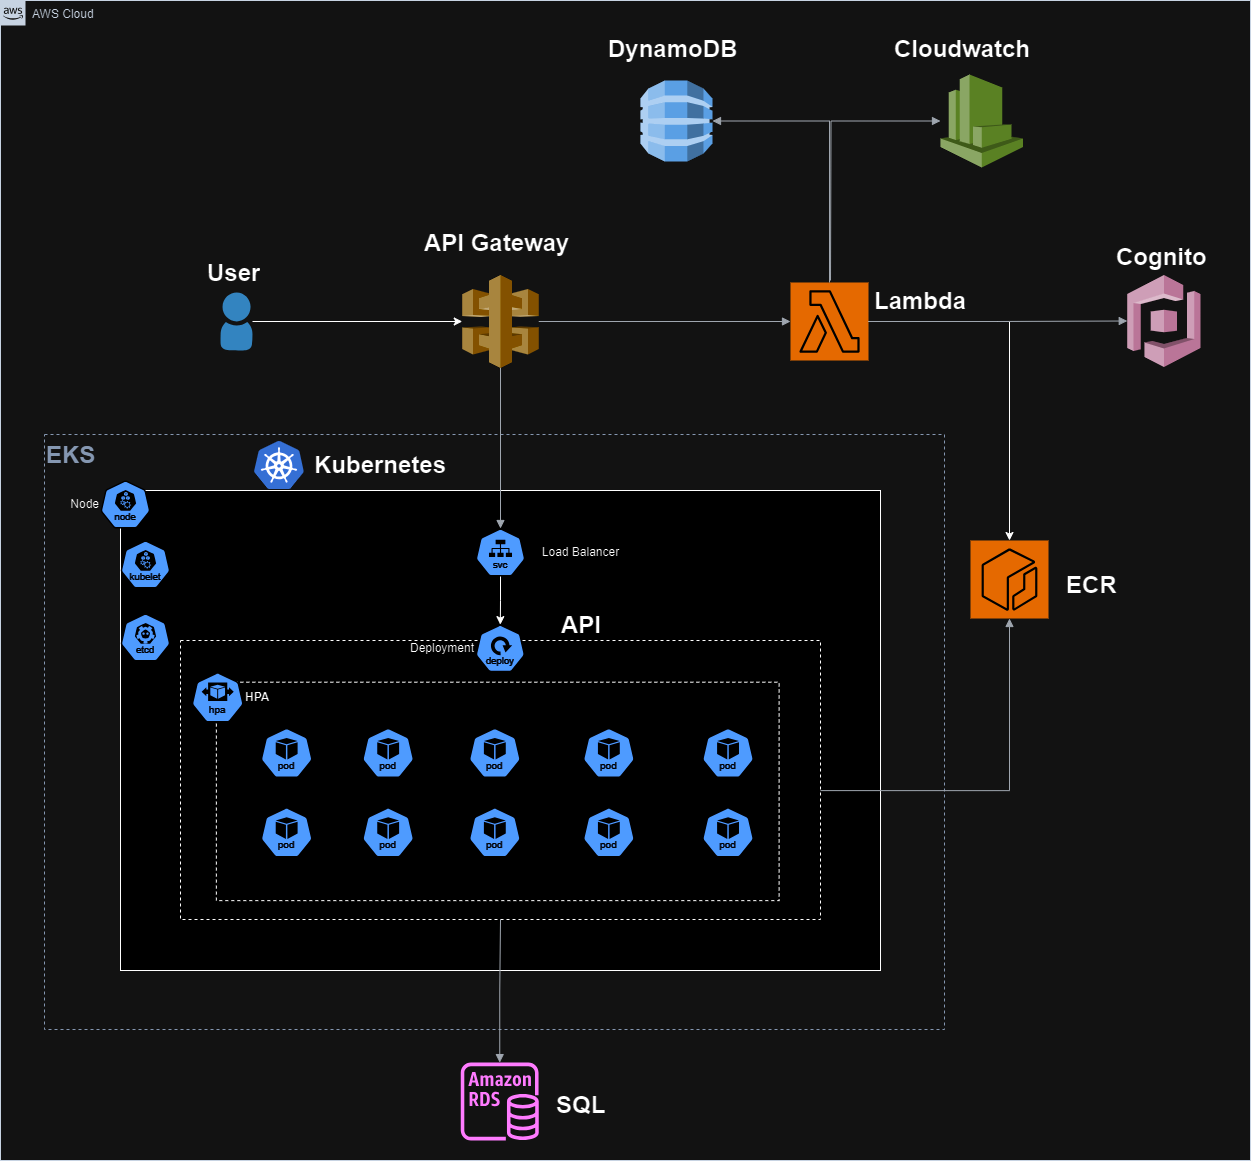 aws
AWS Cloud
DynamoDB
Cloudwatch
API Gateway
User
Cognito
Lambda
EKS
Kubernetes
Node
node
kubelet
etcd
svc
Load Balancer
API
Deployment
deploy
ECR
hpa
HPA
pod
pod
pod
pod
pod
pod
pod
pod
pod
pod
Amazon
RDS
SQL